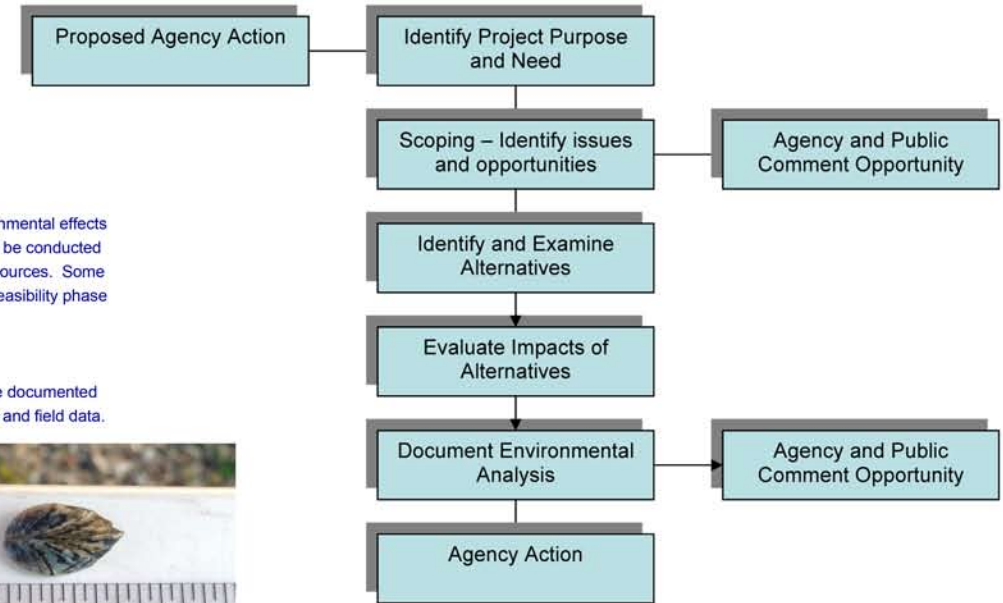 Proposed Agency Action
Identify Project Purpose
and Need
Scoping – Identify issues
and opportunities
Agency and Public
Comment Opportunity
Identify and Examine
Alternatives
Evaluate Impacts of
Alternatives
Document Environmental
Analysis
Agency and Public
Comment Opportunity
Agency Action
nmental effects
be conducted
ources. Some
easibility phase
e documented
and field data.